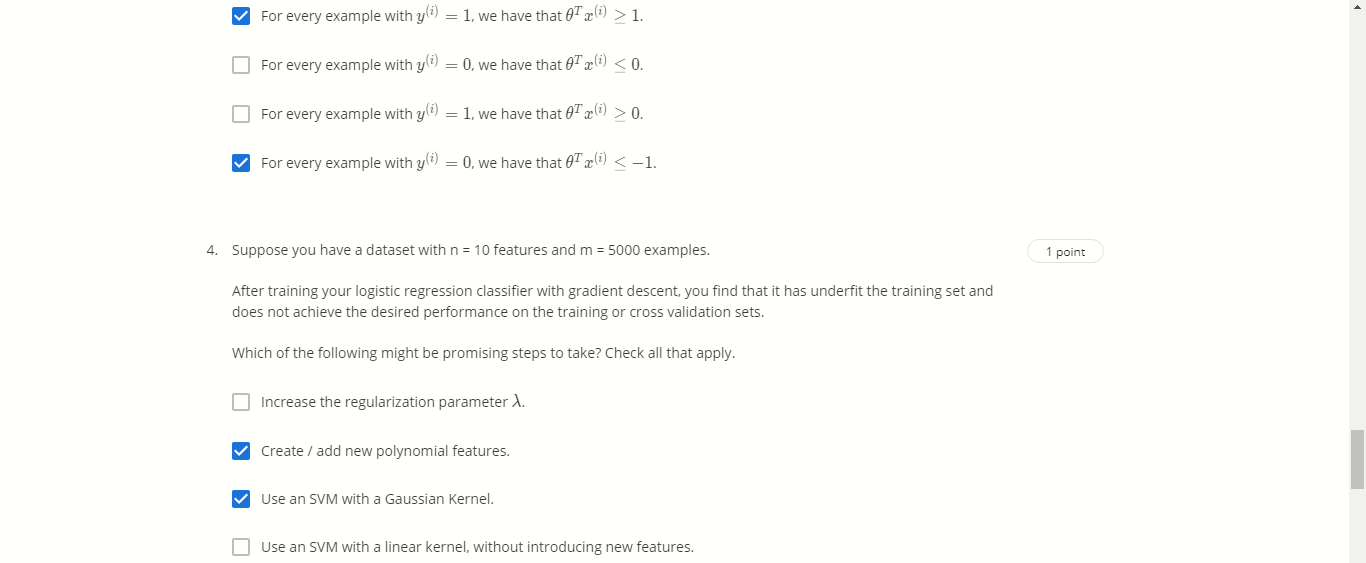 For every example with y⁽ⁱ⁾ = 1, we have that θᵀx⁽ⁱ⁾ ≥ 1.
For every example with y⁽ⁱ⁾ = 0, we have that θᵀx⁽ⁱ⁾ ≤ 0.
For every example with y⁽ⁱ⁾ = 1, we have that θᵀx⁽ⁱ⁾ ≥ 0.
For every example with y⁽ⁱ⁾ = 0, we have that θᵀx⁽ⁱ⁾ ≤ −1.
4. Suppose you have a dataset with n = 10 features and m = 5000 examples.
1 point
After training your logistic regression classifier with gradient descent, you find that it has underfit the training set and
does not achieve the desired performance on the training or cross validation sets.
Which of the following might be promising steps to take? Check all that apply.
Increase the regularization parameter λ.
Create / add new polynomial features.
Use an SVM with a Gaussian Kernel.
Use an SVM with a linear kernel, without introducing new features.